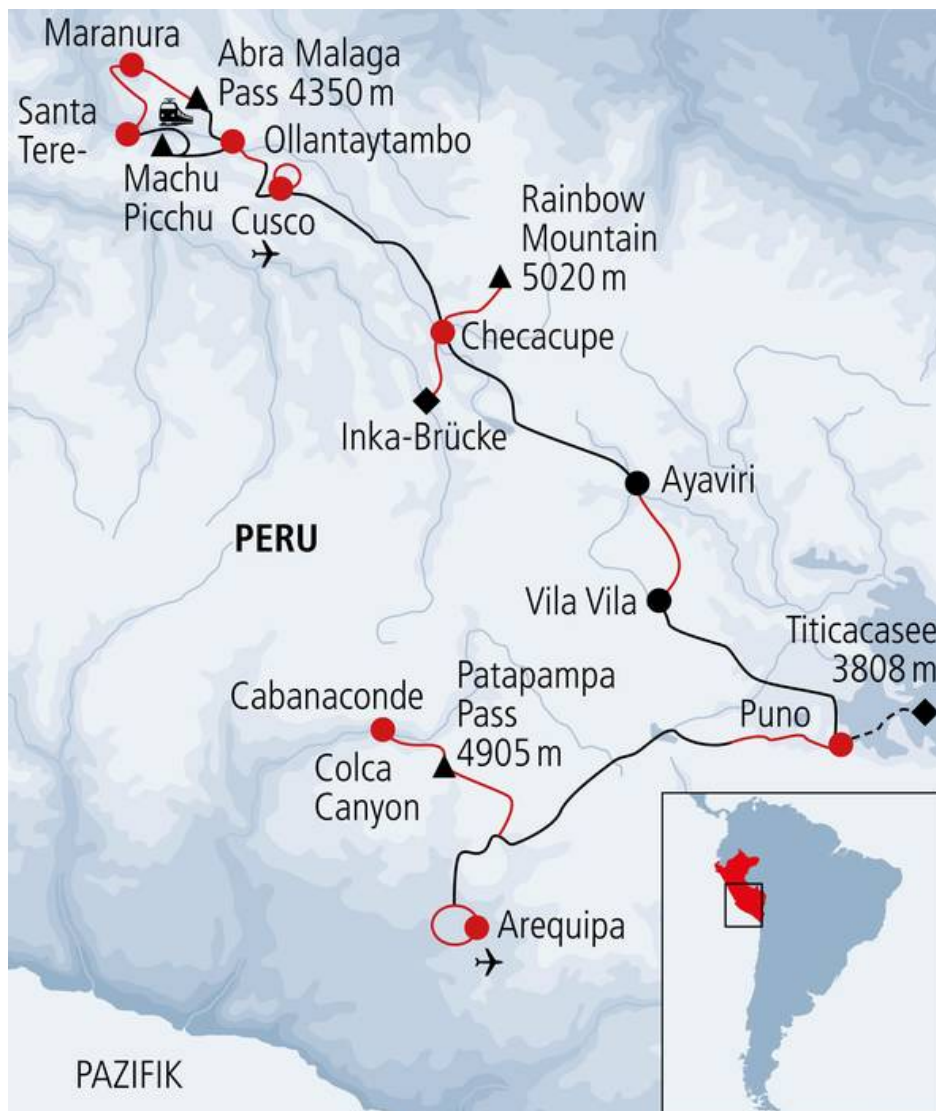 Maranura
Abra Malaga
Pass 4350 m
Santa
Tere-
Ollantaytambo
Machu
Picchu
Cusco
Rainbow
Mountain
5020 m
Checacupe
Inka-Brücke
Ayaviri
PERU
Vila Vila
Titicacasee
3808 m
Cabanaconde
Patapampa
Pass
4905 m
Puno
Colca
Canyon
Arequipa
PAZIFIK